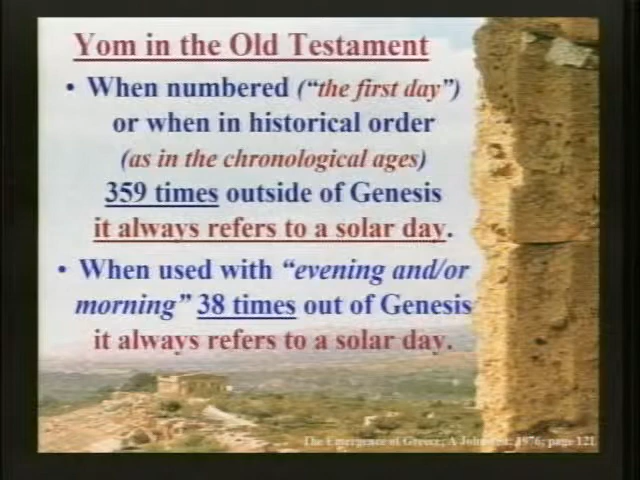 Yom in the Old Testament
• When numbered (“the first day”)
or when in historical order
(as in the chronological ages)
359 times outside of Genesis
it always refers to a solar day.
• When used with “evening and/or
morning” 38 times out of Genesis
it always refers to a solar day.
The Emergence of Greece; A 1976; page 121